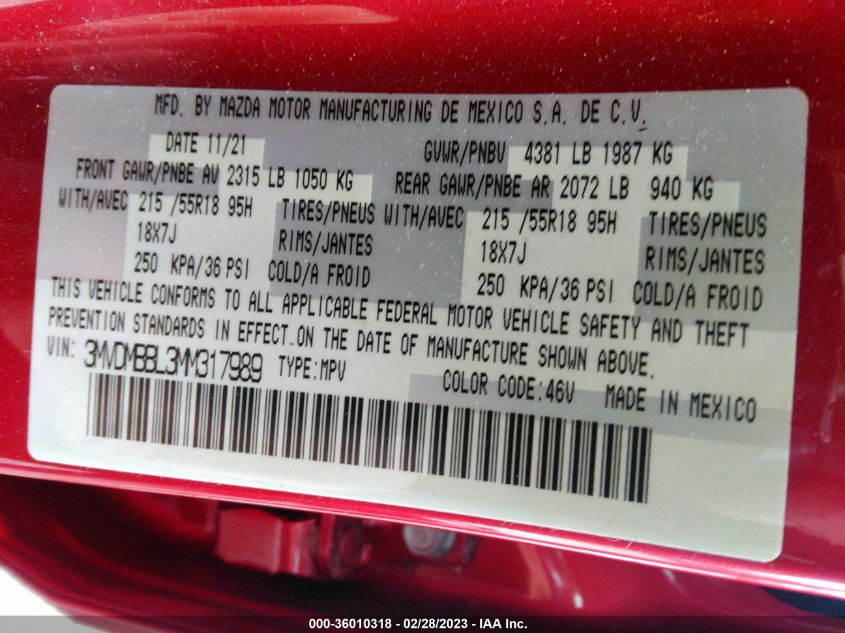 MFD. BY MAZDA MOTOR MANUFACTURING DE MEXICO S.A. DE C.V.
DATE 11/21 GVWR/PNBV 4381 LB 1987 KG
FRONT GAWR/PNBE AV 2315 LB 1050 KG REAR GAWR/PNBE AR 2072 LB 940 KG
WITH/AVEC 215 /55R18 95H TIRES/PNEUS WITH/AVEC 215 /55R18 95H TIRES/PNEUS
18X7J RIMS/JANTES 18X7J RIMS/JANTES
250 KPA/36 PSI COLD/A FROID 250 KPA/36 PSI COLD/A FROID
THIS VEHICLE CONFORMS TO ALL APPLICABLE FEDERAL MOTOR VEHICLE SAFETY AND THEFT
PREVENTION STANDARDS IN EFFECT.ON THE DATE OF MANUFACTURE SHOWN ABOVE.
VIN: 3MVDMBBL3MM317989 TYPE:MPV COLOR CODE:46V MADE IN MEXICO
000-36010318 - 02/28/2023 - IAA Inc.